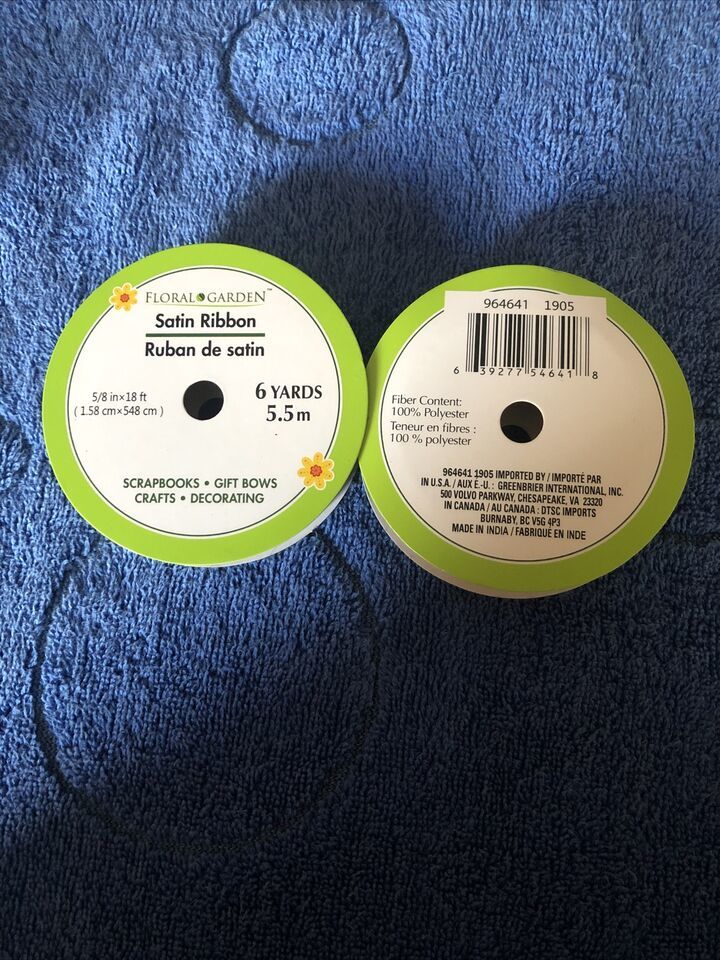 FLORAL GARDEN™
Satin Ribbon
Ruban de satin
5/8 in×18 ft
( 1.58 cm×548 cm )
6 YARDS
5.5 m
SCRAPBOOKS • GIFT BOWS
CRAFTS • DECORATING
964641 1905
6 39277 54641 8
Fiber Content:
100% Polyester
Teneur en fibres :
100 % polyester
964641 1905 IMPORTED BY / IMPORTÉ PAR
IN U.S.A. / AUX É.-U. : GREENBRIER INTERNATIONAL, INC.
500 VOLVO PARKWAY, CHESAPEAKE, VA 23320
IN CANADA / AU CANADA : DTSC IMPORTS
BURNABY, BC V5G 4P3
MADE IN INDIA / FABRIQUÉ EN INDE